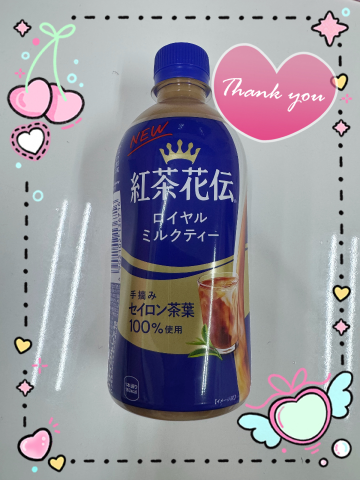 Thank you
NEW
紅茶花伝
ロイヤル
ミルクティー
手摘み
セイロン茶葉
100%使用